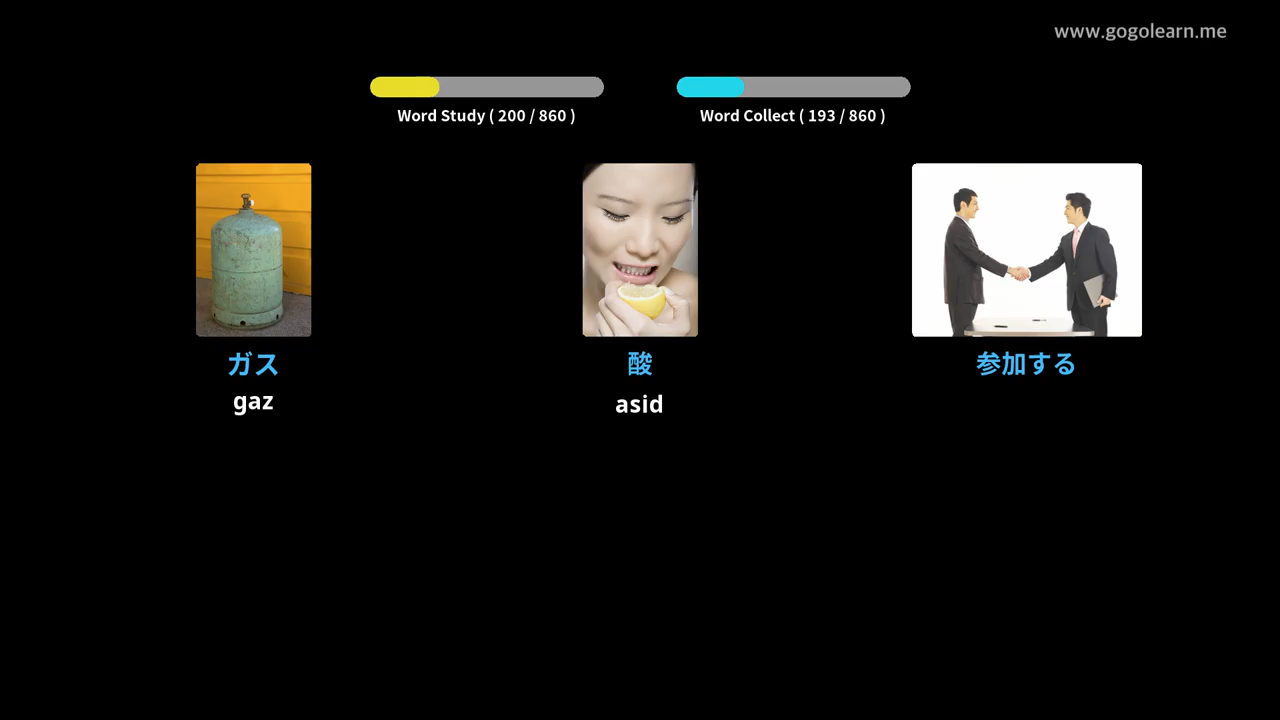 www.gogolearn.me
Word Study ( 200 / 860 )
Word Collect ( 193 / 860 )
ガス
gaz
酸
asid
参加する